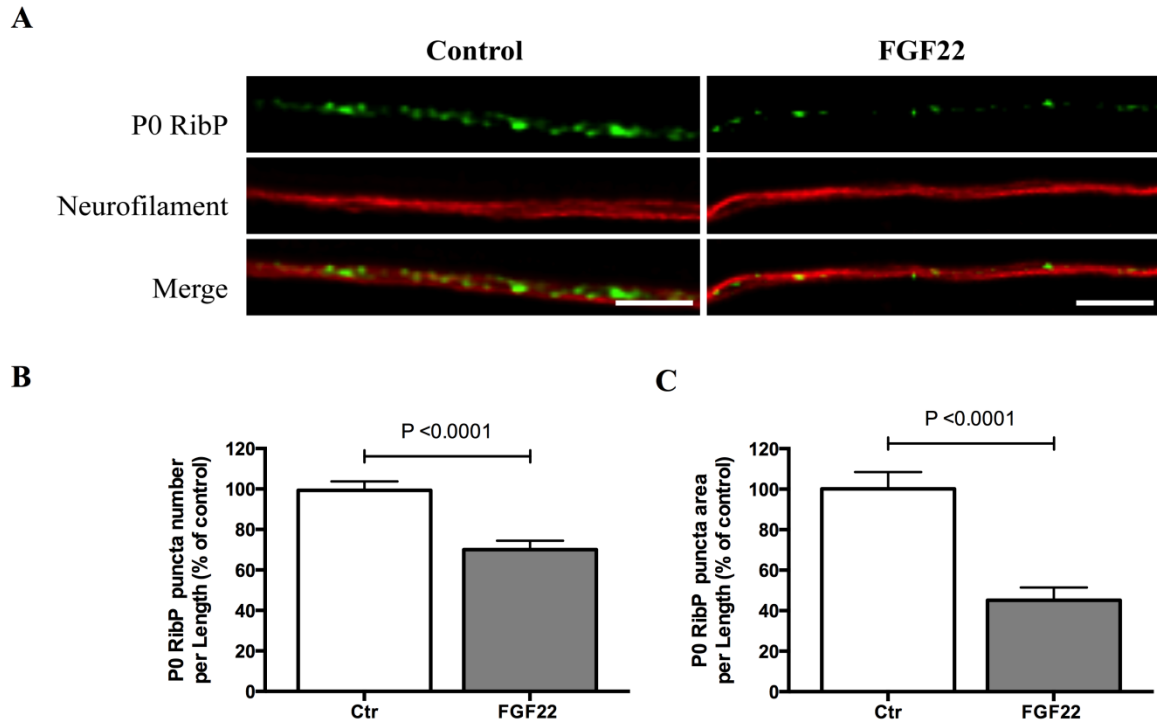 A
Control
FGF22
P0 RibP
Neurofilament
Merge
B
P0 RibP puncta number
per Length (% of control)
120
100
80
60
40
20
0
P <0.0001
Ctr
FGF22
C
P0 RibP puncta area
per Length (% of control)
120
100
80
60
40
20
0
P <0.0001
Ctr
FGF22